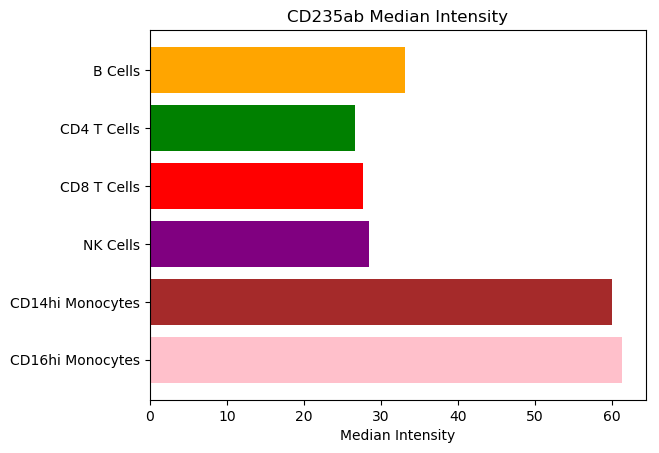 CD235ab Median Intensity
B Cells
CD4 T Cells
CD8 T Cells
NK Cells
CD14hi Monocytes
CD16hi Monocytes
0 10 20 30 40 50 60
Median Intensity